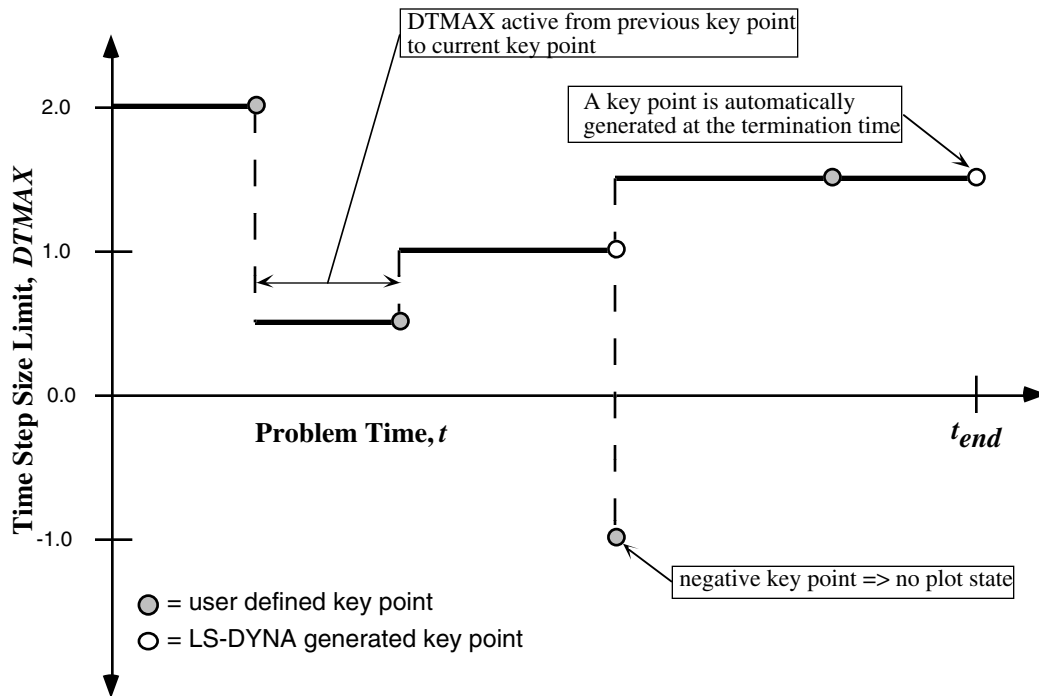 DTMAX active from previous key point
to current key point
2.0
A key point is automatically
generated at the termination time
Time Step Size Limit, DTMAX
1.0
0.0
Problem Time, t
tend
-1.0
negative key point => no plot state
= user defined key point
= LS-DYNA generated key point